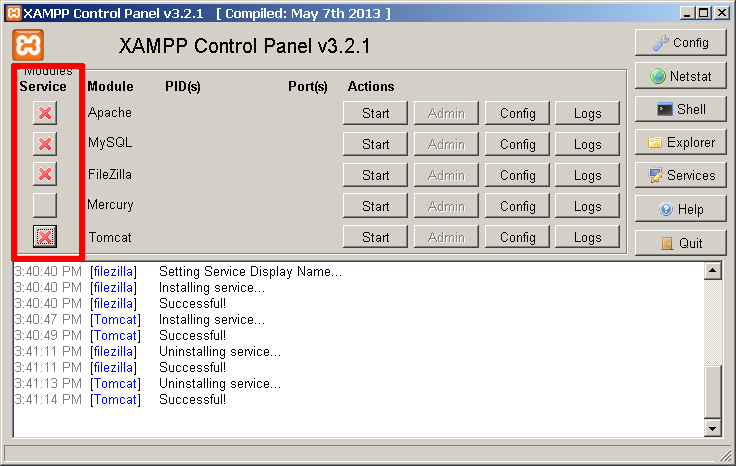 XAMPP Control Panel v3.2.1 [ Compiled: May 7th 2013 ]
XAMPP Control Panel v3.2.1
Config
Modules
Service Module PID(s) Port(s) Actions
Netstat
Apache Start Admin Config Logs
Shell
MySQL Start Admin Config Logs
Explorer
FileZilla Start Admin Config Logs
Services
Mercury Start Admin Config Logs
Help
Tomcat Start Admin Config Logs
Quit
3:40:40 PM [filezilla] Setting Service Display Name...
3:40:40 PM [filezilla] Installing service...
3:40:40 PM [filezilla] Successful!
3:40:47 PM [Tomcat] Installing service...
3:40:49 PM [Tomcat] Successful!
3:41:11 PM [filezilla] Uninstalling service...
3:41:11 PM [filezilla] Successful!
3:41:13 PM [Tomcat] Uninstalling service...
3:41:14 PM [Tomcat] Successful!